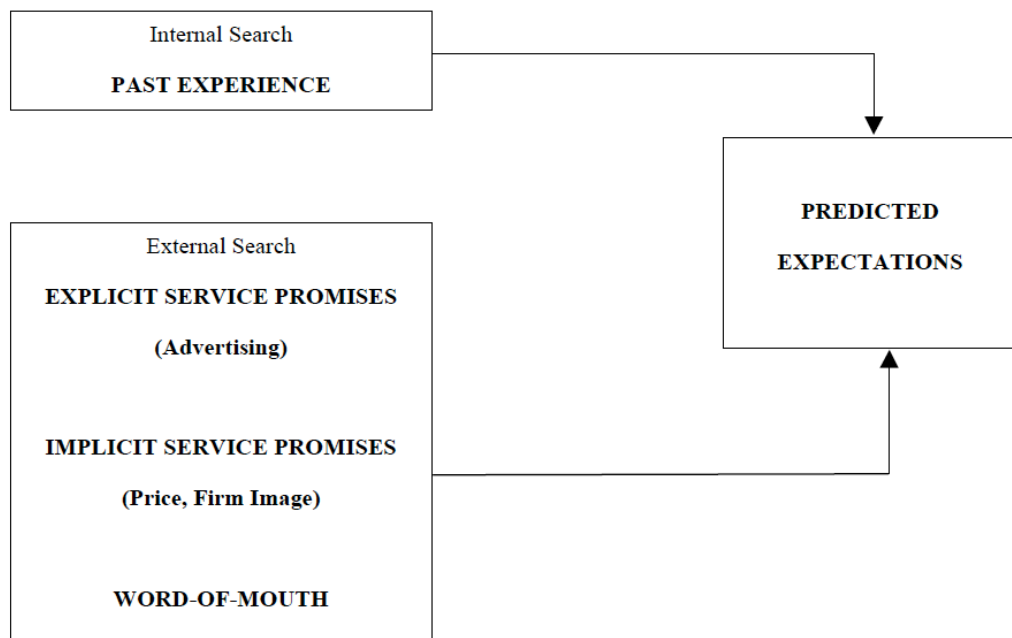 Internal Search
PAST EXPERIENCE
PREDICTED
EXPECTATIONS
External Search
EXPLICIT SERVICE PROMISES
(Advertising)
IMPLICIT SERVICE PROMISES
(Price, Firm Image)
WORD-OF-MOUTH